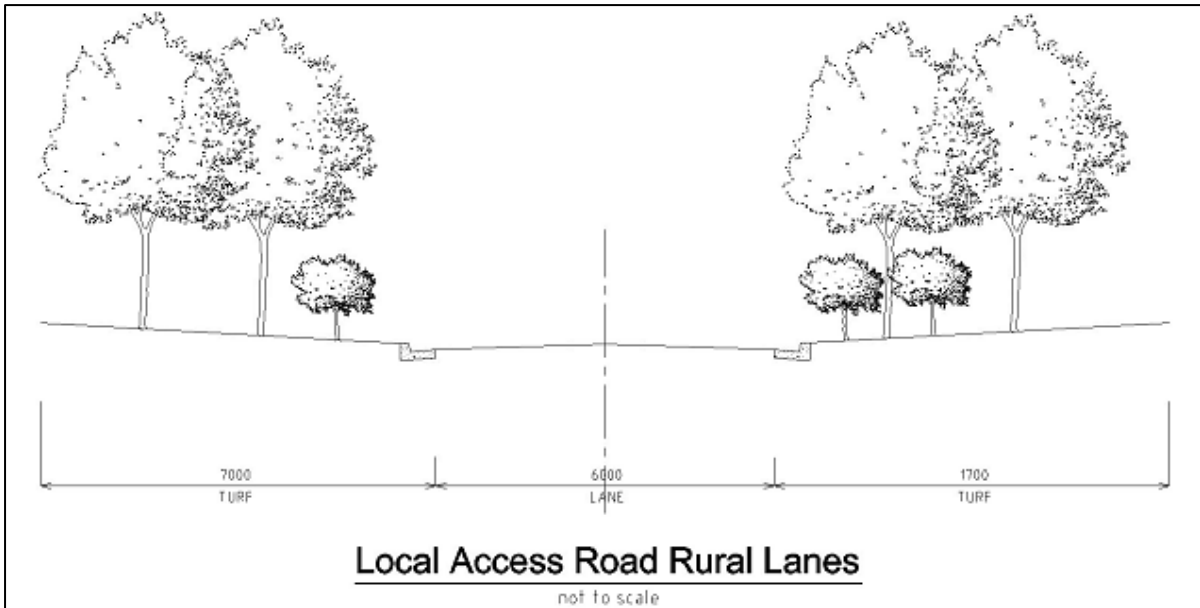 7000 6000 1700
TURF LANE TURF
Local Access Road Rural Lanes
not to scale